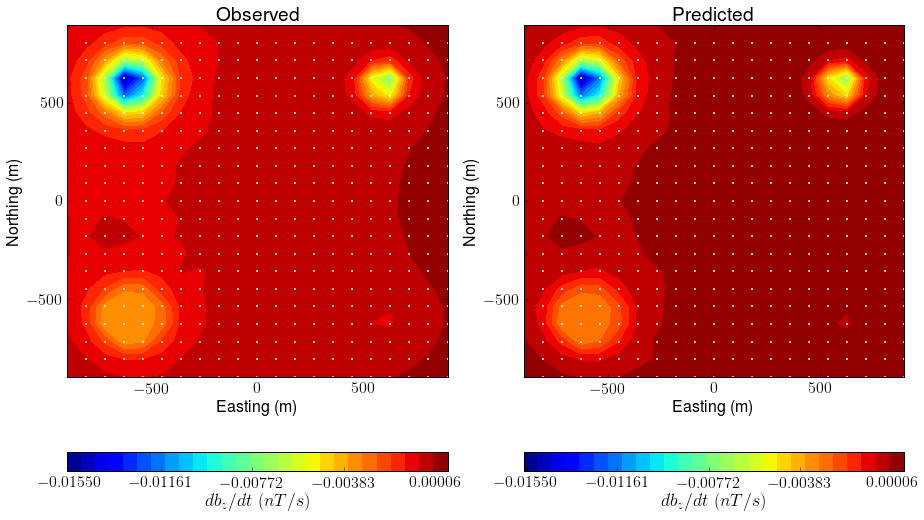 Observed
Predicted
Northing (m)
500
0
−500
−500
0
500
Easting (m)
Northing (m)
500
0
−500
−500
0
500
Easting (m)
−0.01550 −0.01161 −0.00772 −0.00383 0.00006
db_z/dt (nT/s)
−0.01550 −0.01161 −0.00772 −0.00383 0.00006
db_z/dt (nT/s)